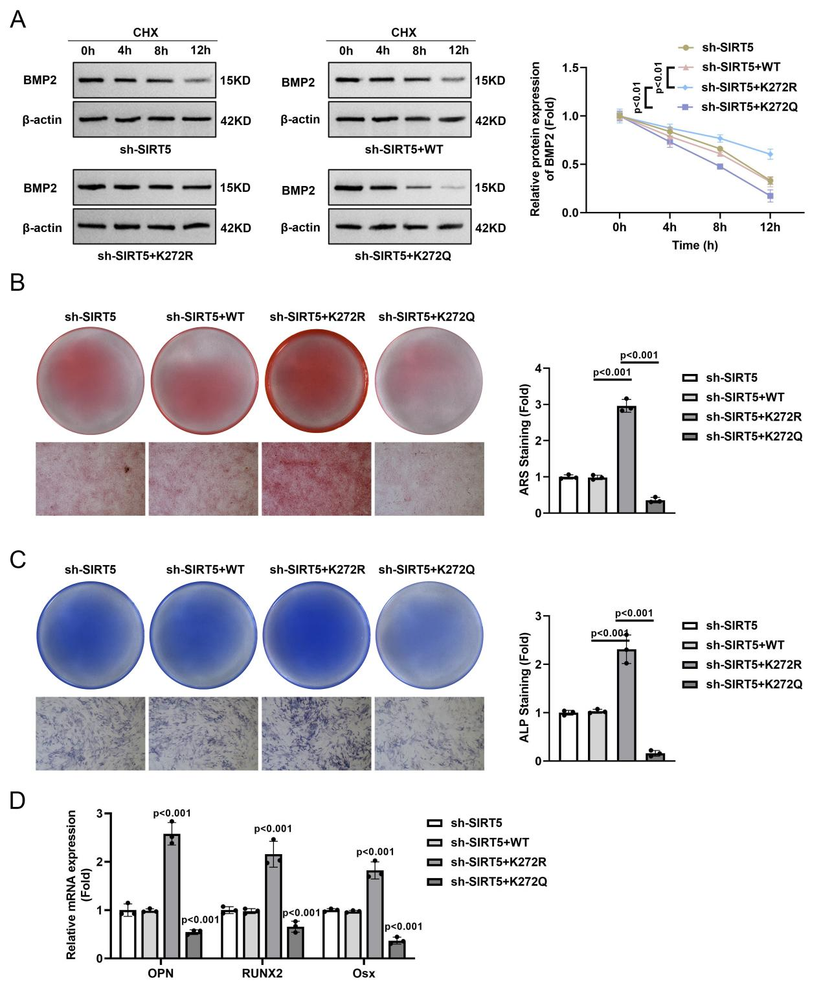 A
CHX
0h 4h 8h 12h
BMP2 15KD
β-actin 42KD
sh-SIRT5
CHX
0h 4h 8h 12h
BMP2 15KD
β-actin 42KD
sh-SIRT5+WT
BMP2 15KD
β-actin 42KD
sh-SIRT5+K272R
BMP2 15KD
β-actin 42KD
sh-SIRT5+K272Q
Relative protein expression
of BMP2 (Fold)
1.5
1.0
0.5
0.0
0h 4h 8h 12h
Time (h)
p<0.01
p<0.01
sh-SIRT5
sh-SIRT5+WT
sh-SIRT5+K272R
sh-SIRT5+K272Q
B
sh-SIRT5 sh-SIRT5+WT sh-SIRT5+K272R sh-SIRT5+K272Q
ARS Staining (Fold)
4
3
2
1
0
p<0.001
p<0.001
sh-SIRT5
sh-SIRT5+WT
sh-SIRT5+K272R
sh-SIRT5+K272Q
C
sh-SIRT5 sh-SIRT5+WT sh-SIRT5+K272R sh-SIRT5+K272Q
ALP Staining (Fold)
3
2
1
0
p<0.001
p<0.001
sh-SIRT5
sh-SIRT5+WT
sh-SIRT5+K272R
sh-SIRT5+K272Q
D
Relative mRNA expression
(Fold)
3
2
1
0
p<0.001
p<0.001
p<0.001
p<0.001
p<0.001
p<0.001
OPN RUNX2 Osx
sh-SIRT5
sh-SIRT5+WT
sh-SIRT5+K272R
sh-SIRT5+K272Q